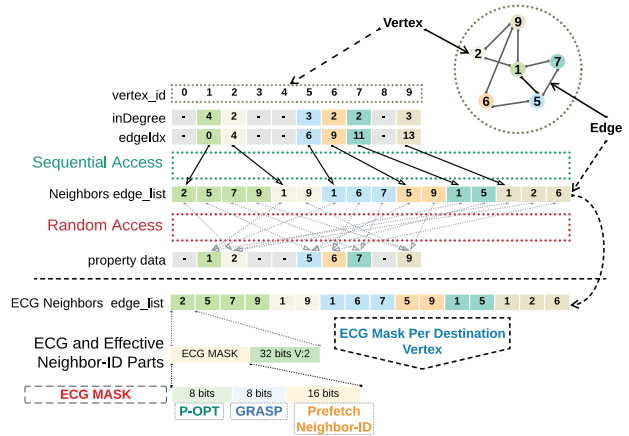 Vertex
9
2
7
1
6
5
Edge
vertex_id 0 1 2 3 4 5 6 7 8 9
inDegree - 4 2 - - 3 2 2 - 3
edgeIdx - 0 4 - - 6 9 11 - 13
Sequential Access
Neighbors edge_list 2 5 7 9 1 9 1 6 7 5 9 1 5 1 2 6
Random Access
property data - 1 2 - - 5 6 7 - 9
ECG Neighbors edge_list 2 5 7 9 1 9 1 6 7 5 9 1 5 1 2 6
ECG Mask Per Destination
Vertex
ECG and Effective
Neighbor-ID Parts
ECG MASK 32 bits V:2
ECG MASK 8 bits 8 bits 16 bits
P-OPT GRASP Prefetch
Neighbor-ID